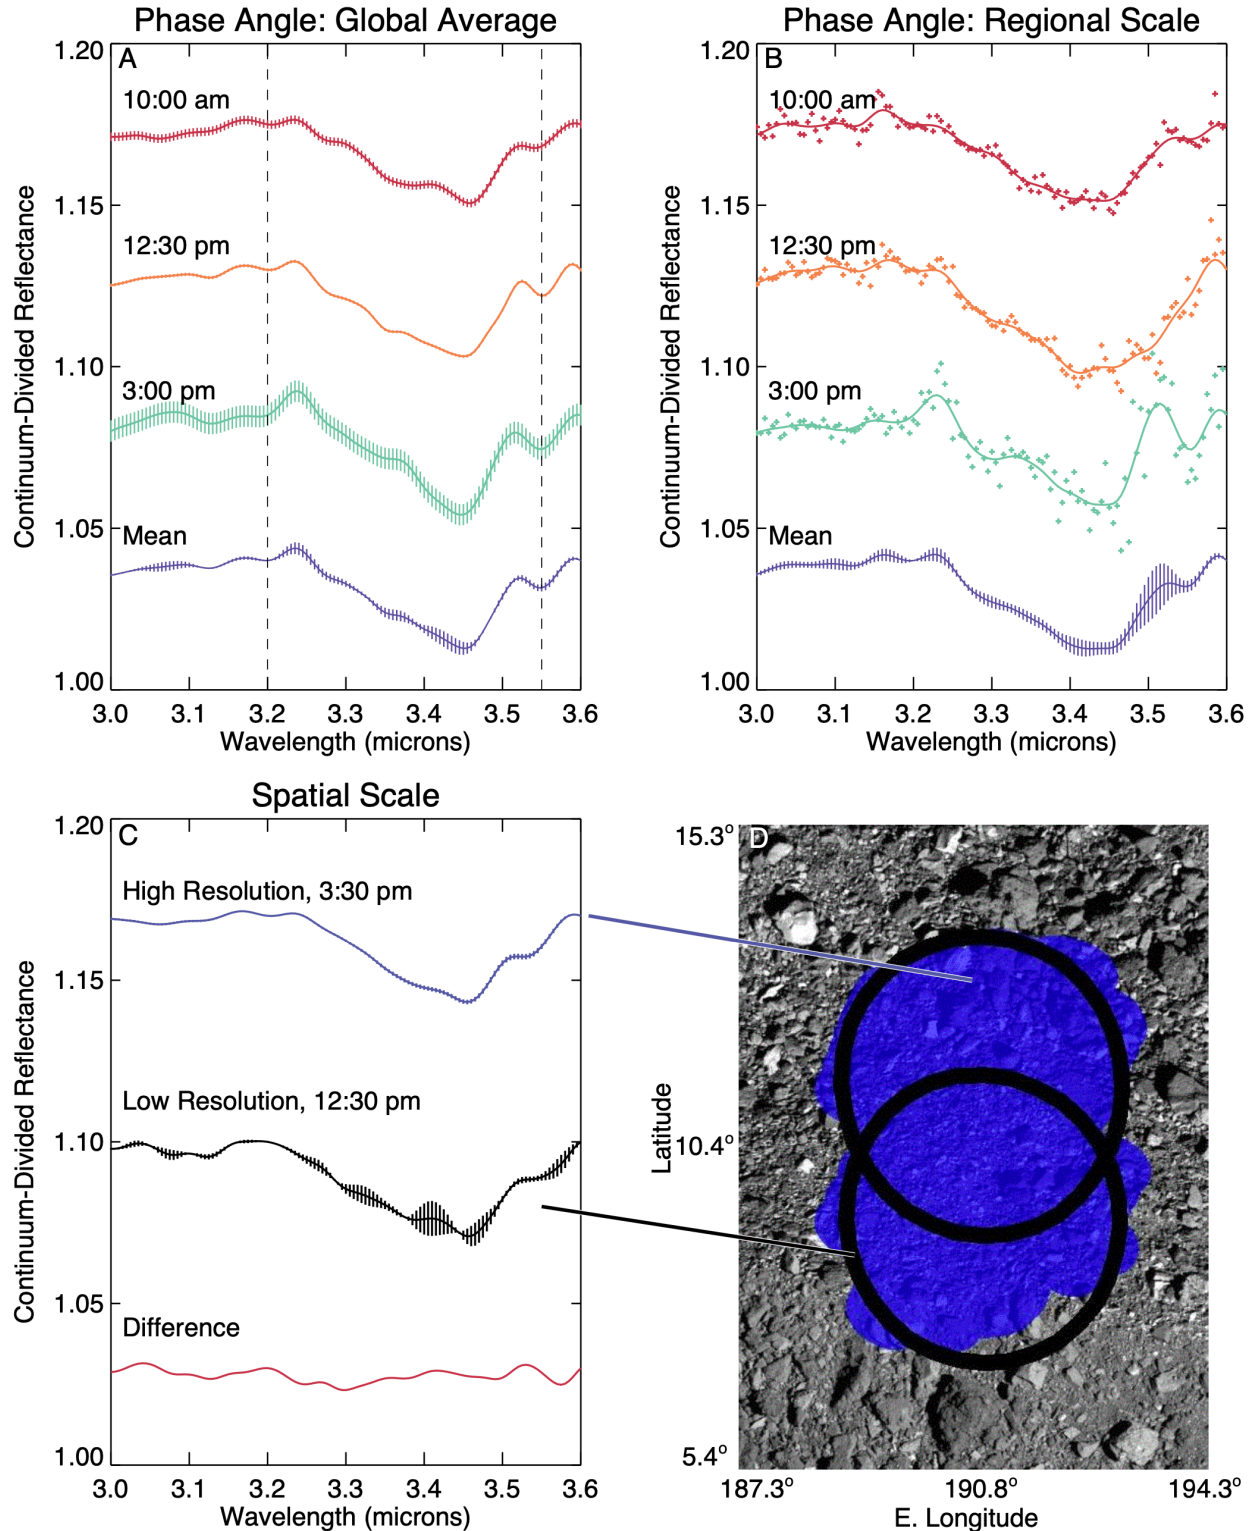 Phase Angle: Global Average
A
1.20
1.15
1.10
1.05
1.00
Continuum-Divided Reflectance
10:00 am
12:30 pm
3:00 pm
Mean
3.0 3.1 3.2 3.3 3.4 3.5 3.6
Wavelength (microns)
Phase Angle: Regional Scale
B
1.20
1.15
1.10
1.05
1.00
Continuum-Divided Reflectance
10:00 am
12:30 pm
3:00 pm
Mean
3.0 3.1 3.2 3.3 3.4 3.5 3.6
Wavelength (microns)
Spatial Scale
C
1.20
1.15
1.10
1.05
1.00
Continuum-Divided Reflectance
High Resolution, 3:30 pm
Low Resolution, 12:30 pm
Difference
3.0 3.1 3.2 3.3 3.4 3.5 3.6
Wavelength (microns)
D
15.3°
10.4°
5.4°
Latitude
187.3° 190.8° 194.3°
E. Longitude